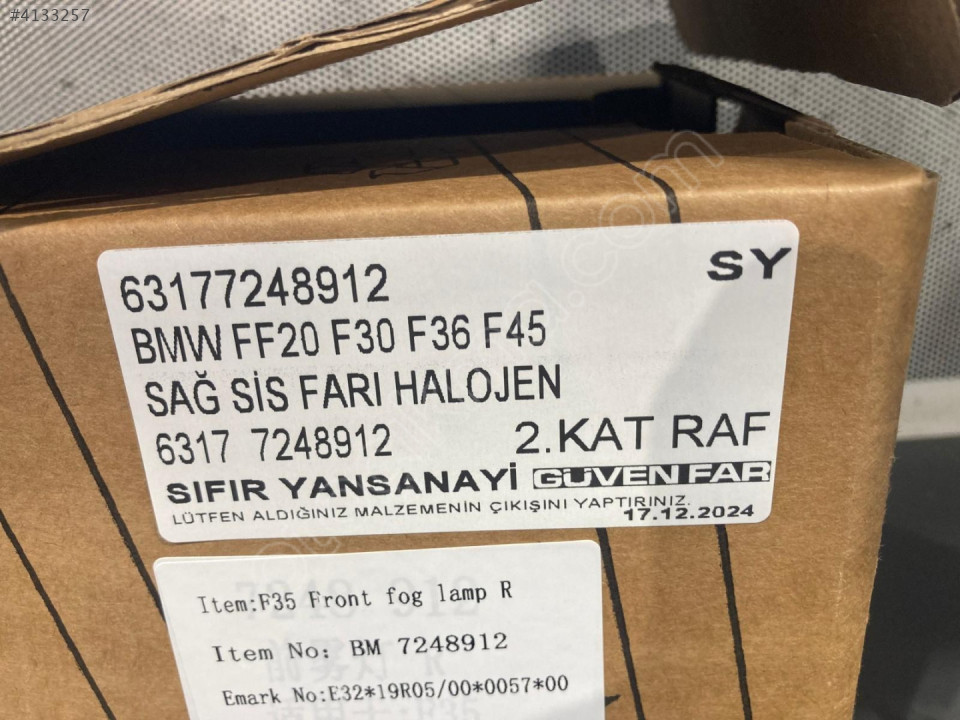 #4133257
63177248912
SY
BMW FF20 F30 F36 F45
SAĞ SİS FARI HALOJEN
6317 7248912
2.KAT RAF
SIFIR YANSANAYİ GÜVEN FAR
LÜTFEN ALDIĞINIZ MALZEMENİN ÇIKIŞINI YAPTIRINIZ.
17.12.2024
Item:F35 Front fog lamp R
Item No: BM 7248912
Emark No:E32*19R05/00*0057*00